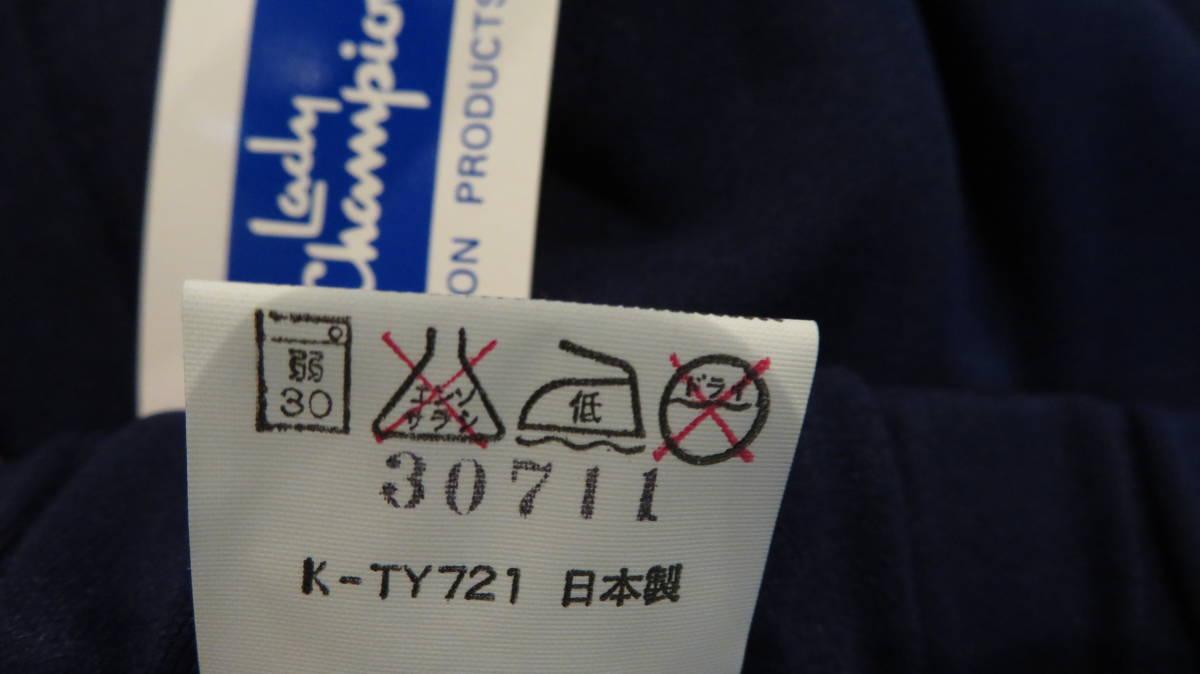 Lady
Champion
ON PRODUCTS
弱
30
エンソ
サラシ
低
ドライ
30711
K-TY721 日本製